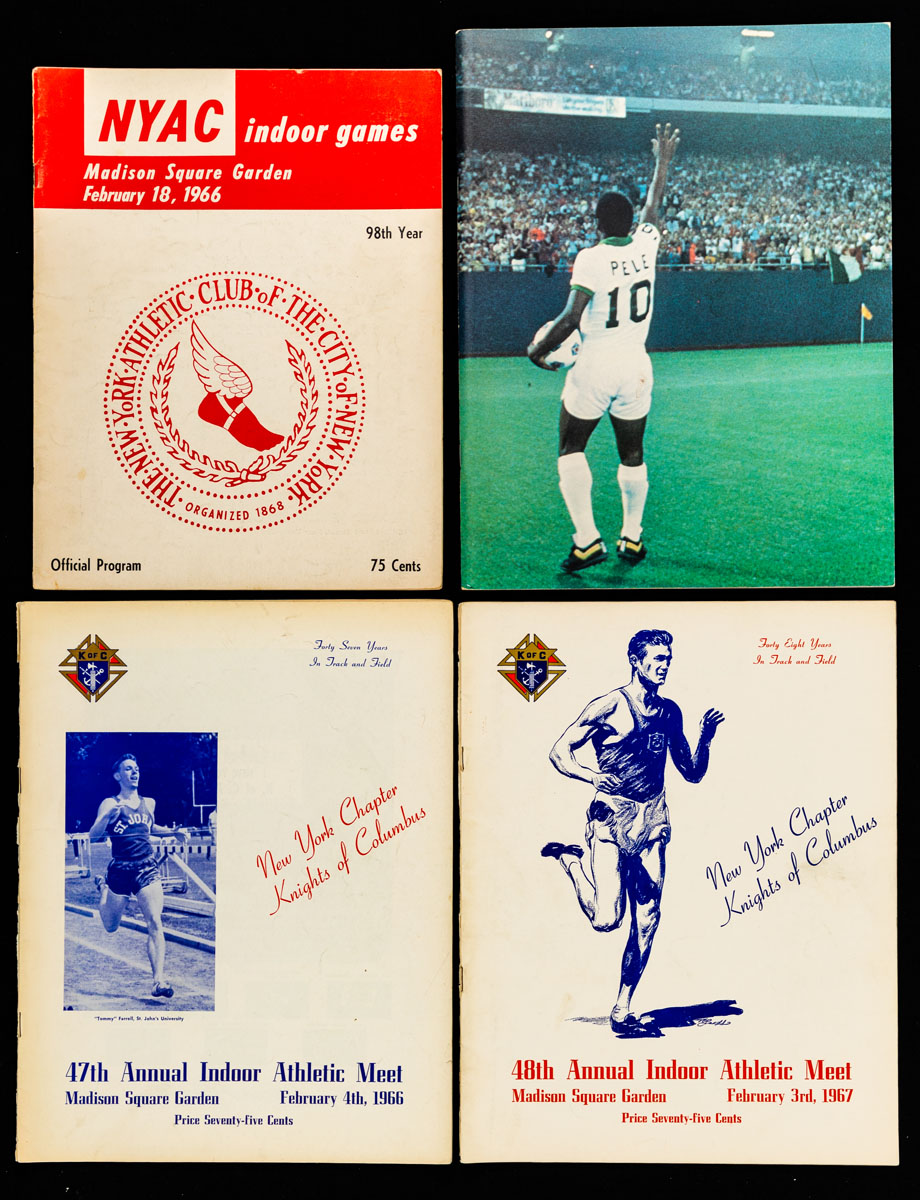 NYAC
indoor games
Madison Square Garden
February 18, 1966
98th Year
THE·NEW·YORK·ATHLETIC·CLUB·OF·THE·CITY·OF·NEW·YORK·
ORGANIZED 1868
Official Program
75 Cents
Marlboro
PELE
10
K OF C
Forty Seven Years
In Track and Field
ST. JOHN
New York Chapter
Knights of Columbus
"Tommy" Farrell, St. John's University
47th Annual Indoor Athletic Meet
Madison Square Garden February 4th, 1966
Price Seventy-five Cents
K OF C
Forty Eight Years
In Track and Field
New York Chapter
Knights of Columbus
48th Annual Indoor Athletic Meet
Madison Square Garden February 3rd, 1967
Price Seventy-five Cents